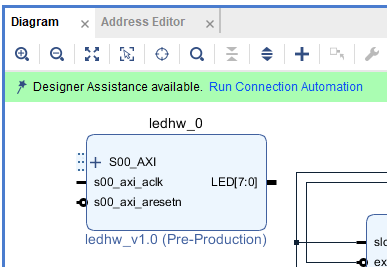 Diagram
Address Editor
Designer Assistance available. Run Connection Automation
ledhw_0
S00_AXI
s00_axi_aclk
LED[7:0]
s00_axi_aresetn
ledhw_v1.0 (Pre-Production)